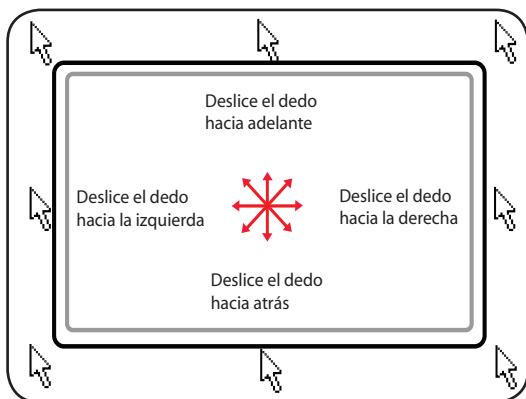 Deslice el dedo
hacia adelante
Deslice el dedo
hacia la izquierda
Deslice el dedo
hacia la derecha
Deslice el dedo
hacia atrás